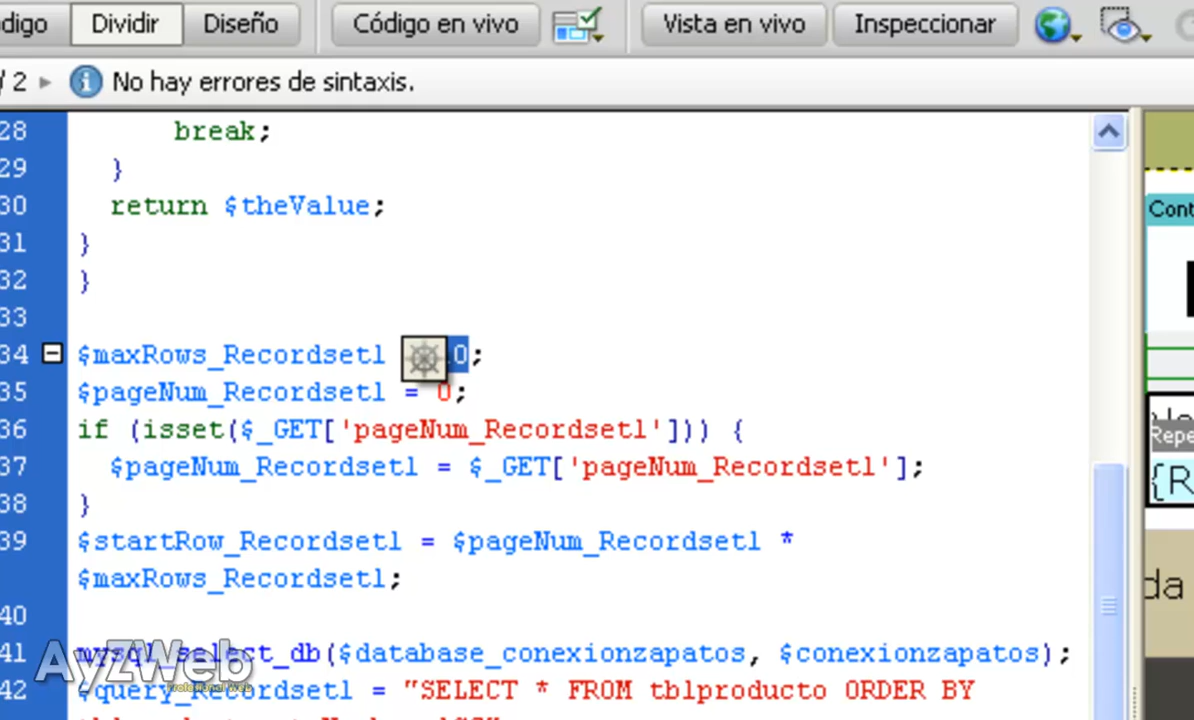 Dividir Diseño Código en vivo Vista en vivo Inspeccionar
2 No hay errores de sintaxis.
28 break;
29 }
30 return $theValue;
31 }
32 }
33
34 $maxRows_Recordset1 0;
35 $pageNum_Recordset1 = 0;
36 if (isset($_GET['pageNum_Recordset1'])) {
37 $pageNum_Recordset1 = $_GET['pageNum_Recordset1'];
38 }
39 $startRow_Recordset1 = $pageNum_Recordset1 *
$maxRows_Recordset1;
40
41 mysql_select_db($database_conexionzapatos, $conexionzapatos);
42 $query_Recordset1 = "SELECT * FROM tblproducto ORDER BY
AyZWeb
Profesional Web
Cont
Repe
{R
da